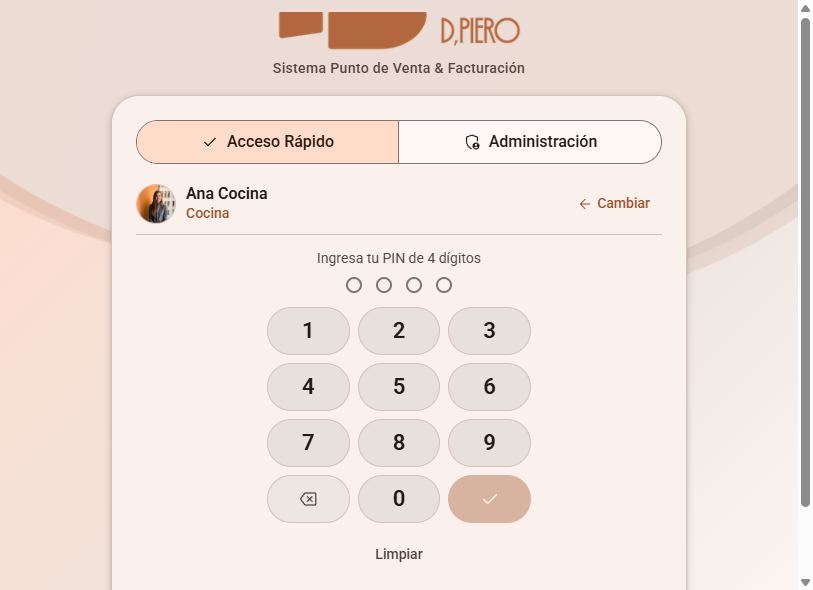 D,PIERO
Sistema Punto de Venta & Facturación
Acceso Rápido
Administración
Ana Cocina
Cocina
Cambiar
Ingresa tu PIN de 4 dígitos
1 2 3
4 5 6
7 8 9
0
Limpiar